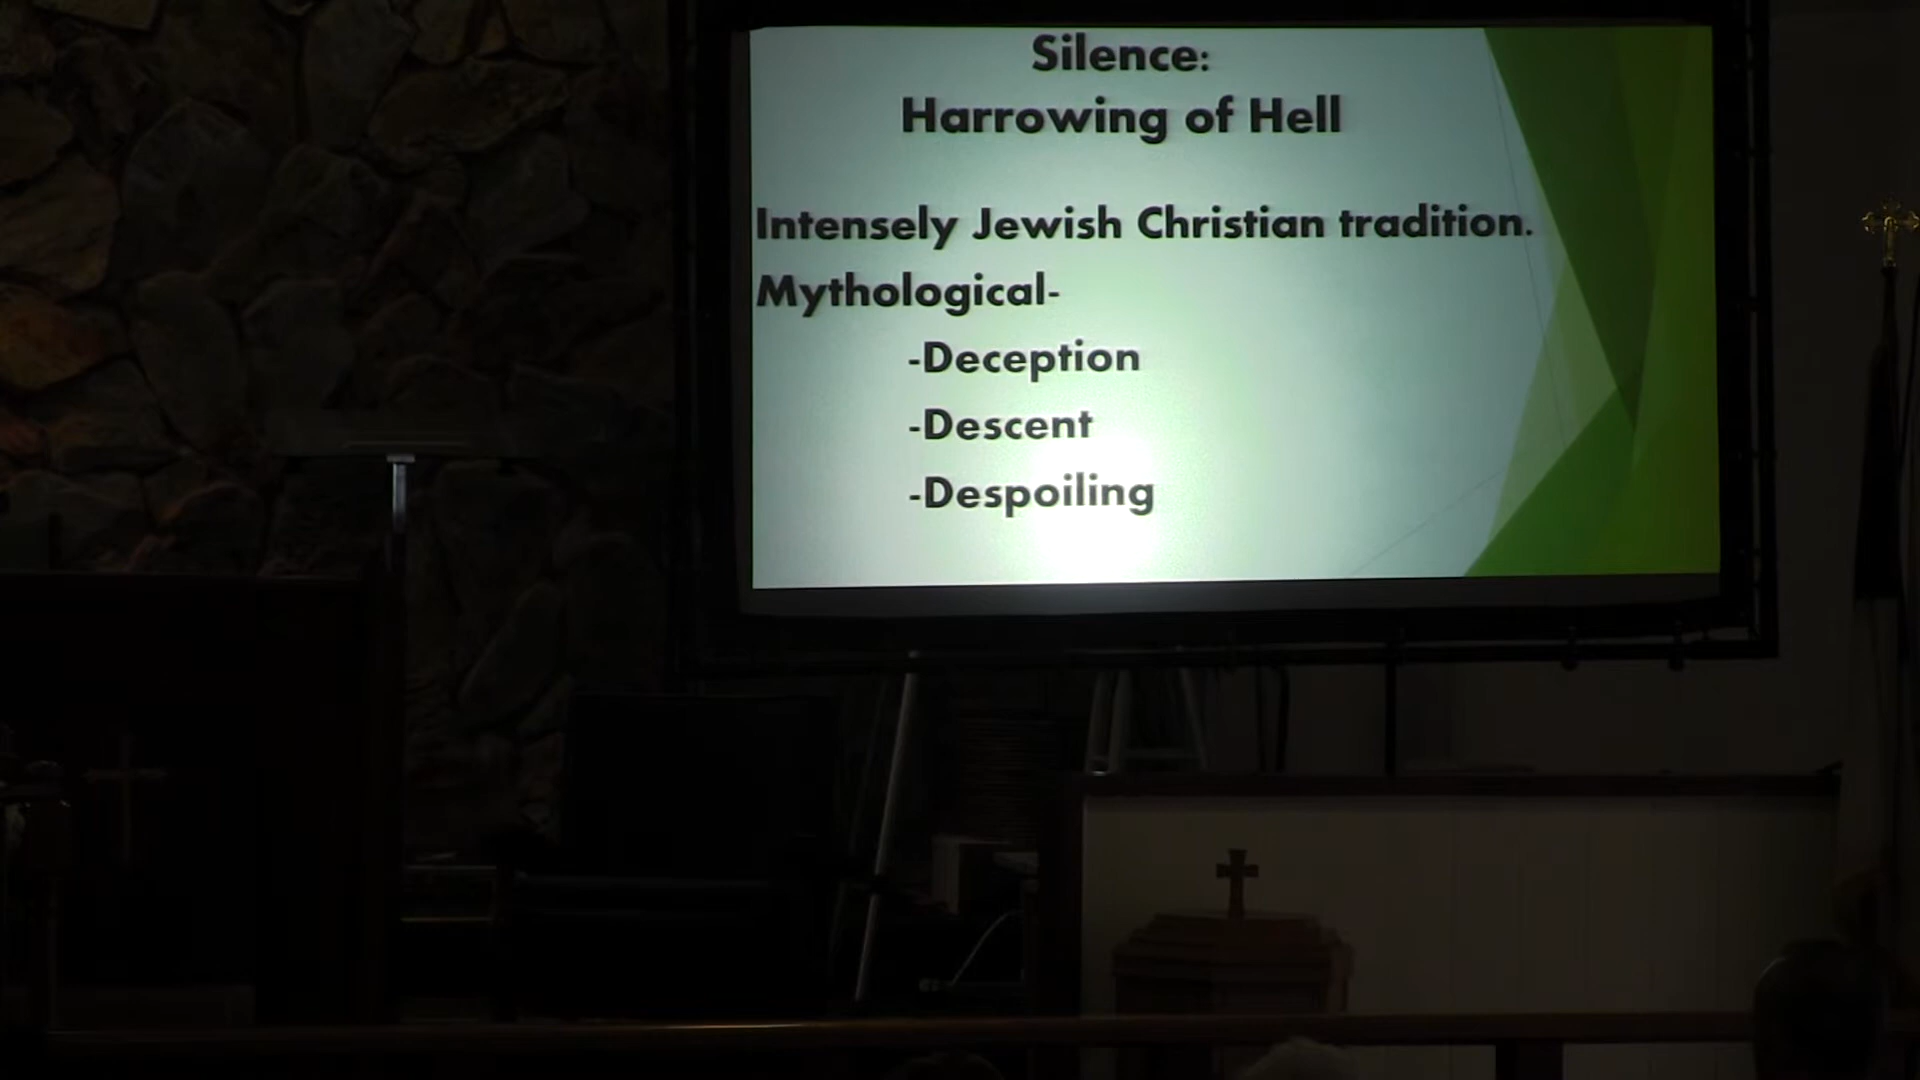 Silence:
Harrowing of Hell
Intensely Jewish Christian tradition.
Mythological-
-Deception
-Descent
-Despoiling